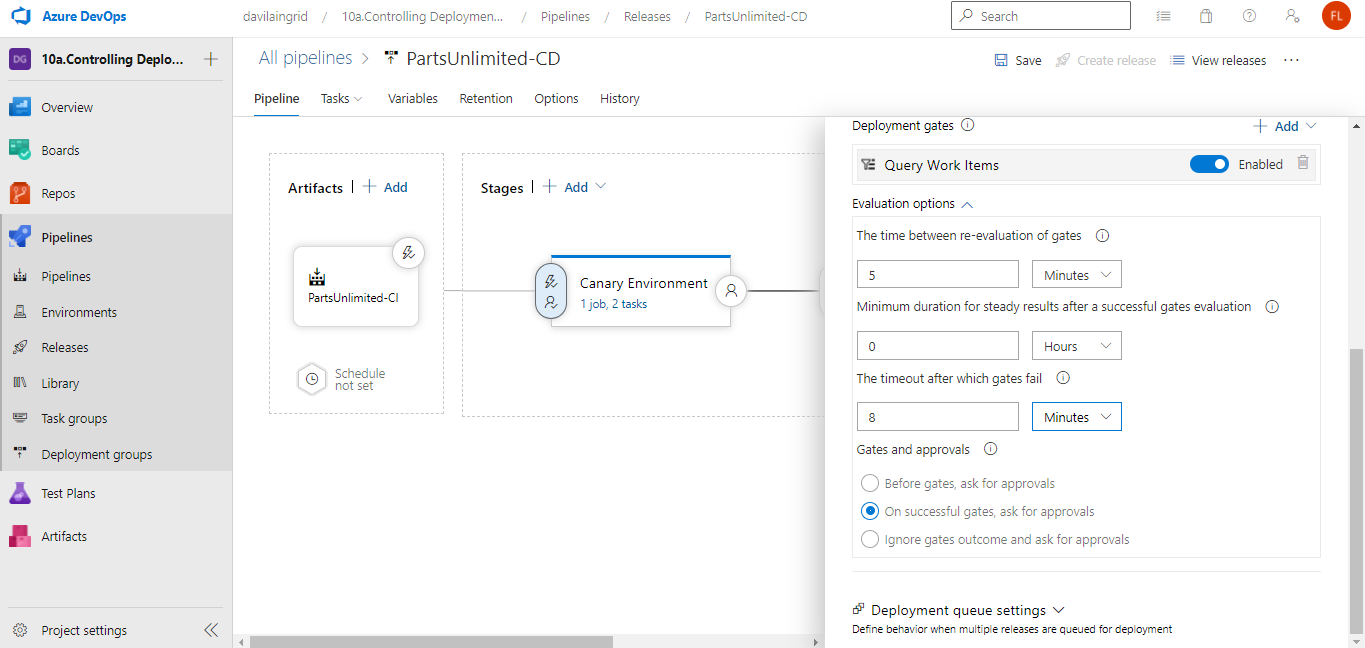 Azure DevOps
davilaingrid / 10a.Controlling Deploymen... / Pipelines / Releases / PartsUnlimited-CD
Search
FL
DG 10a.Controlling Deplo...
Overview
Boards
Repos
Pipelines
Pipelines
Environments
Releases
Library
Task groups
Deployment groups
Test Plans
Artifacts
Project settings
All pipelines > PartsUnlimited-CD
Save
Create release
View releases
...
Pipeline Tasks Variables Retention Options History
Artifacts | + Add
PartsUnlimited-CI
Schedule
not set
Stages | + Add
Canary Environment
1 job, 2 tasks
Deployment gates
+ Add
Query Work Items
Enabled
Evaluation options
The time between re-evaluation of gates
5 Minutes
Minimum duration for steady results after a successful gates evaluation
0 Hours
The timeout after which gates fail
8 Minutes
Gates and approvals
Before gates, ask for approvals
On successful gates, ask for approvals
Ignore gates outcome and ask for approvals
Deployment queue settings
Define behavior when multiple releases are queued for deployment